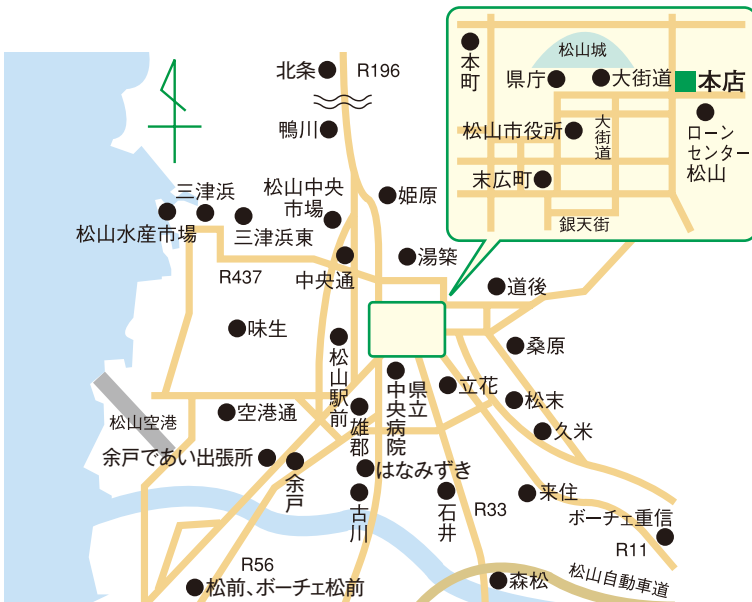 北条
R196
鴨川
三津浜
松山中央
市場
姫原
松山水産市場
三津浜東
中央通
湯築
R437
道後
味生
松山駅前
桑原
県立
中央病院
立花
松末
松山空港
空港通
雄郡
久米
余戸であい出張所
余戸
はなみずき
古川
石井
R33
来住
ボーチェ重信
R11
R56
松前、ボーチェ松前
森松
松山自動車道
本町
松山城
県庁
大街道
本店
松山市役所
大街道
ローン
センター
松山
末広町
銀天街